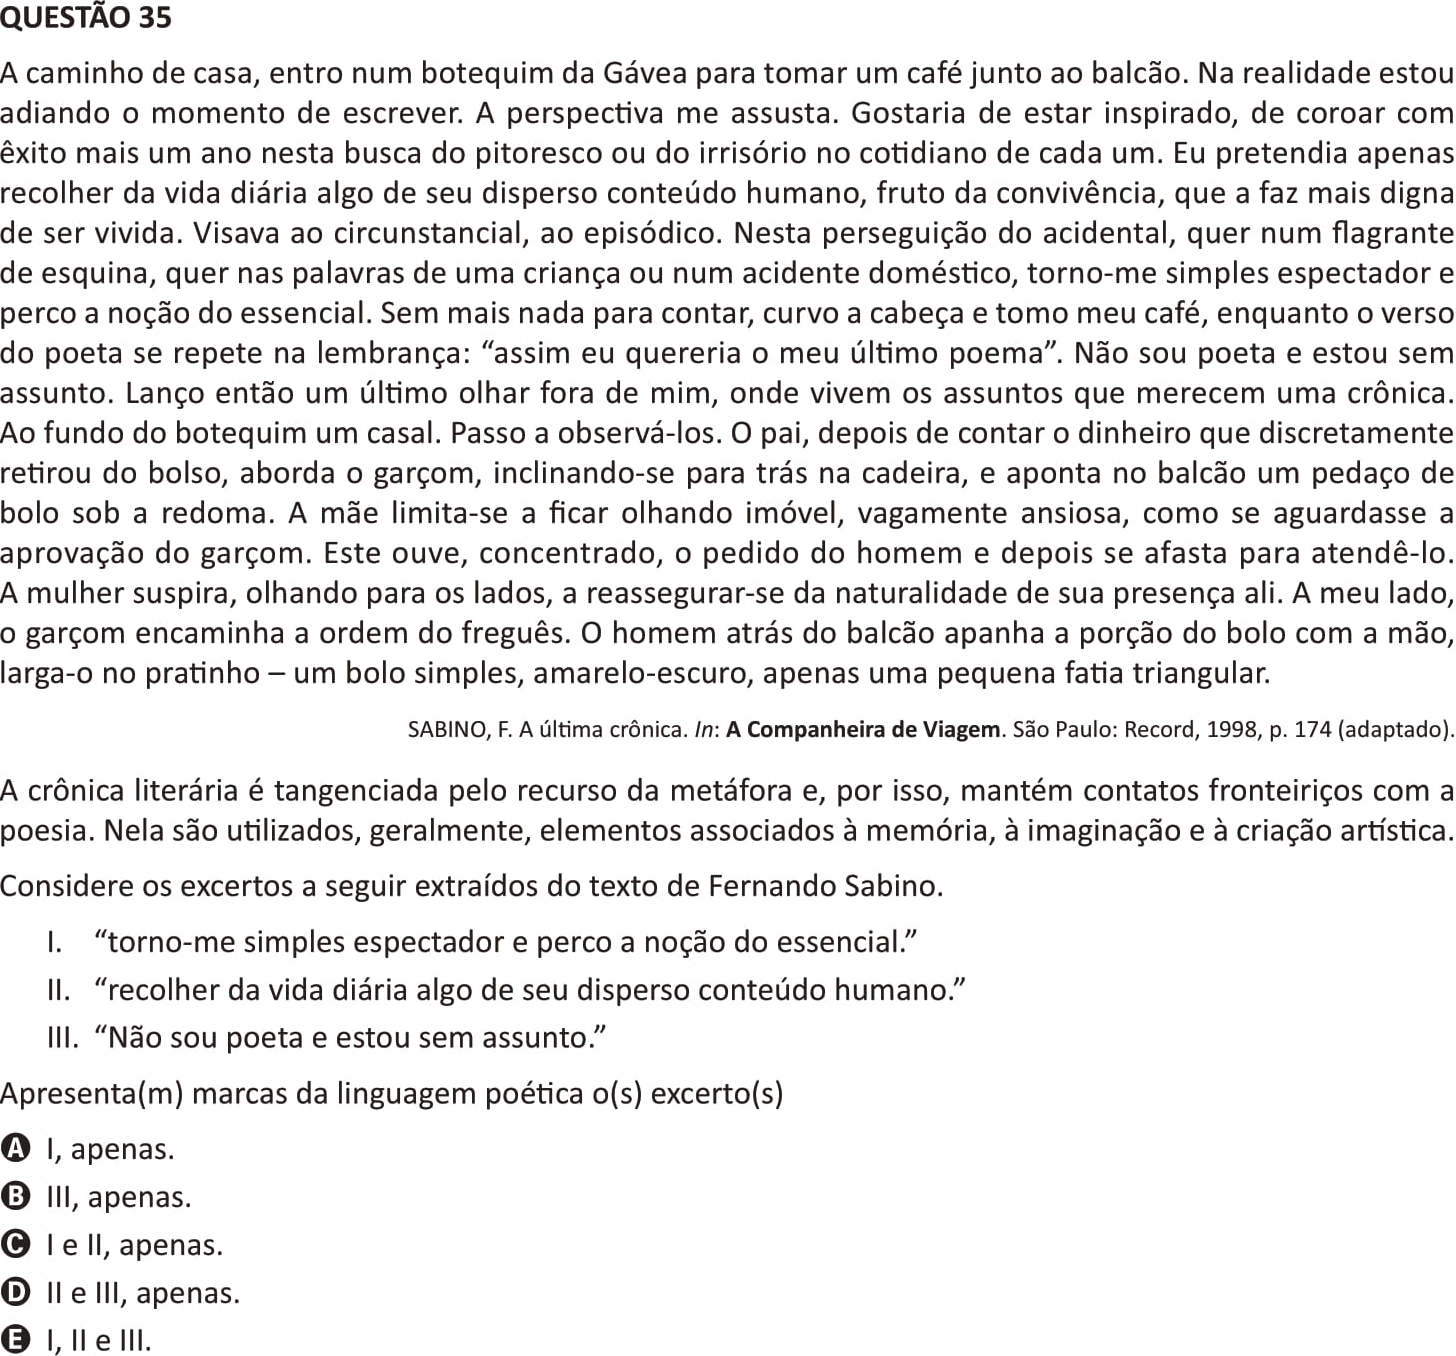 QUESTÃO 35
A caminho de casa, entro num botequim da Gávea para tomar um café junto ao balcão. Na realidade estou
adiando o momento de escrever. A perspectiva me assusta. Gostaria de estar inspirado, de coroar com
êxito mais um ano nesta busca do pitoresco ou do irrisório no cotidiano de cada um. Eu pretendia apenas
recolher da vida diária algo de seu disperso conteúdo humano, fruto da convivência, que a faz mais digna
de ser vivida. Visava ao circunstancial, ao episódico. Nesta perseguição do acidental, quer num flagrante
de esquina, quer nas palavras de uma criança ou num acidente doméstico, torno-me simples espectador e
perco a noção do essencial. Sem mais nada para contar, curvo a cabeça e tomo meu café, enquanto o verso
do poeta se repete na lembrança: “assim eu quereria o meu último poema”. Não sou poeta e estou sem
assunto. Lanço então um último olhar fora de mim, onde vivem os assuntos que merecem uma crônica.
Ao fundo do botequim um casal. Passo a observá-los. O pai, depois de contar o dinheiro que discretamente
retirou do bolso, aborda o garçom, inclinando-se para trás na cadeira, e aponta no balcão um pedaço de
bolo sob a redoma. A mãe limita-se a ficar olhando imóvel, vagamente ansiosa, como se aguardasse a
aprovação do garçom. Este ouve, concentrado, o pedido do homem e depois se afasta para atendê-lo.
A mulher suspira, olhando para os lados, a reassegurar-se da naturalidade de sua presença ali. A meu lado,
o garçom encaminha a ordem do freguês. O homem atrás do balcão apanha a porção do bolo com a mão,
larga-o no pratinho – um bolo simples, amarelo-escuro, apenas uma pequena fatia triangular.
SABINO, F. A última crônica. In: A Companheira de Viagem. São Paulo: Record, 1998, p. 174 (adaptado).
A crônica literária é tangenciada pelo recurso da metáfora e, por isso, mantém contatos fronteiriços com a
poesia. Nela são utilizados, geralmente, elementos associados à memória, à imaginação e à criação artística.
Considere os excertos a seguir extraídos do texto de Fernando Sabino.
I. “torno-me simples espectador e perco a noção do essencial.”
II. “recolher da vida diária algo de seu disperso conteúdo humano.”
III. “Não sou poeta e estou sem assunto.”
Apresenta(m) marcas da linguagem poética o(s) excerto(s)
A I, apenas.
B III, apenas.
C I e II, apenas.
D II e III, apenas.
E I, II e III.